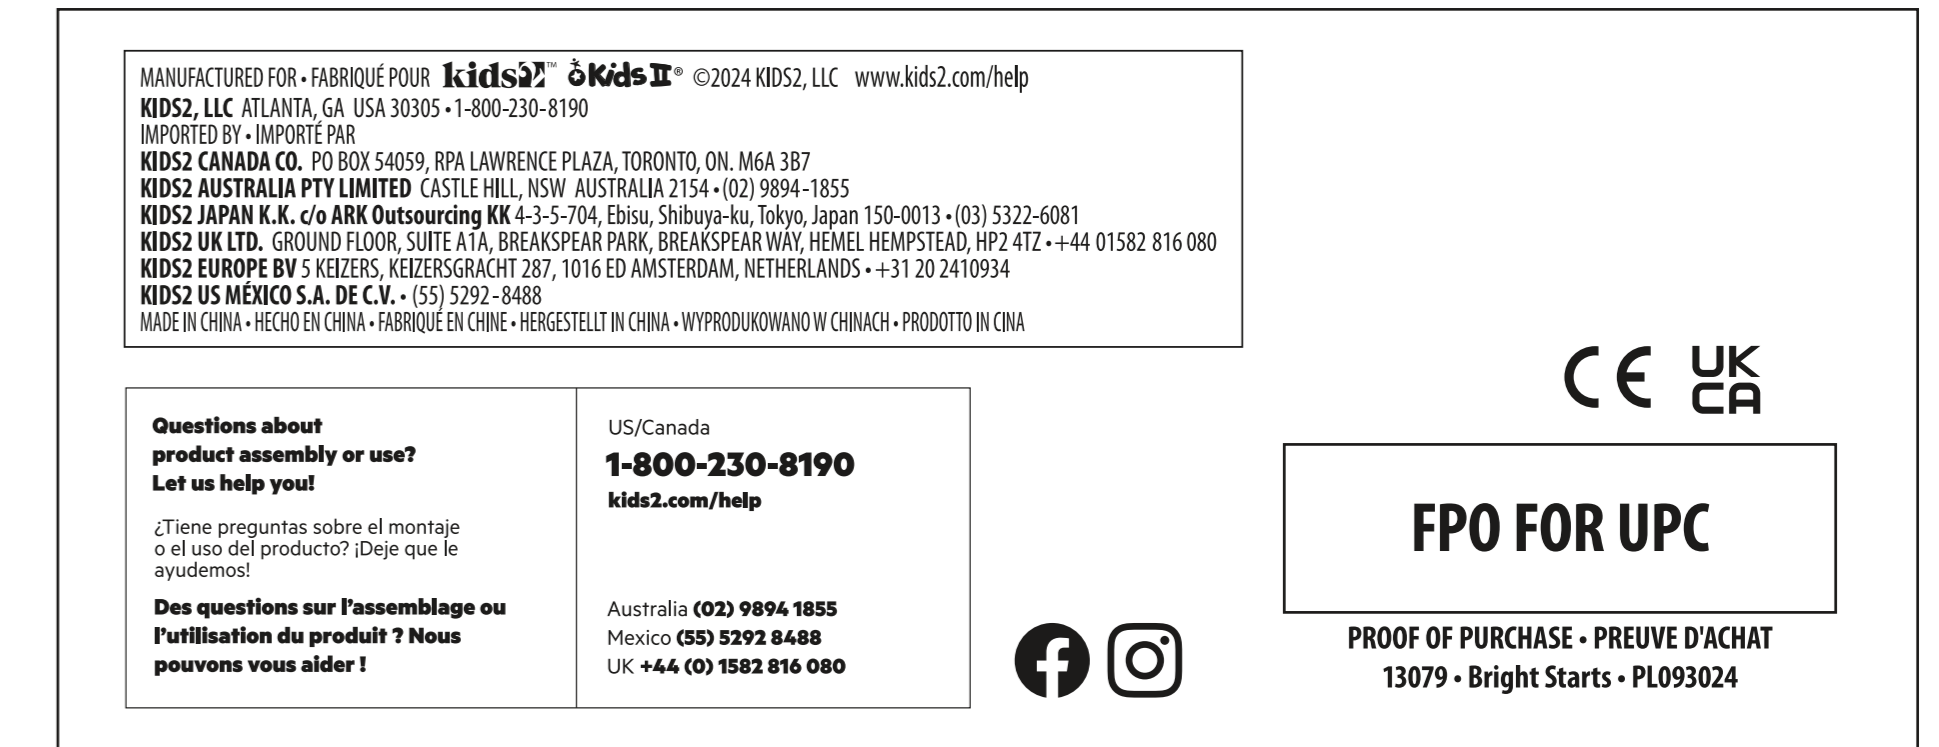 MANUFACTURED FOR • FABRIQUÉ POUR kids2™ Kids II® ©2024 KIDS2, LLC www.kids2.com/help
KIDS2, LLC ATLANTA, GA USA 30305 • 1-800-230-8190
IMPORTED BY • IMPORTÉ PAR
KIDS2 CANADA CO. PO BOX 54059, RPA LAWRENCE PLAZA, TORONTO, ON. M6A 3B7
KIDS2 AUSTRALIA PTY LIMITED CASTLE HILL, NSW AUSTRALIA 2154 • (02) 9894-1855
KIDS2 JAPAN K.K. c/o ARK Outsourcing KK 4-3-5-704, Ebisu, Shibuya-ku, Tokyo, Japan 150-0013 • (03) 5322-6081
KIDS2 UK LTD. GROUND FLOOR, SUITE A1A, BREAKSPEAR PARK, BREAKSPEAR WAY, HEMEL HEMPSTEAD, HP2 4TZ • +44 01582 816 080
KIDS2 EUROPE BV 5 KEIZERS, KEIZERSGRACHT 287, 1016 ED AMSTERDAM, NETHERLANDS • +31 20 2410934
KIDS2 US MÉXICO S.A. DE C.V. • (55) 5292-8488
MADE IN CHINA • HECHO EN CHINA • FABRIQUÉ EN CHINE • HERGESTELLT IN CHINA • WYPRODUKOWANO W CHINACH • PRODOTTO IN CINA
Questions about
product assembly or use?
Let us help you!
¿Tiene preguntas sobre el montaje
o el uso del producto? ¡Deje que le
ayudemos!
Des questions sur l'assemblage ou
l'utilisation du produit ? Nous
pouvons vous aider !
US/Canada
1-800-230-8190
kids2.com/help
Australia (02) 9894 1855
Mexico (55) 5292 8488
UK +44 (0) 1582 816 080
CE
UK
CA
FPO FOR UPC
PROOF OF PURCHASE • PREUVE D'ACHAT
13079 • Bright Starts • PL093024